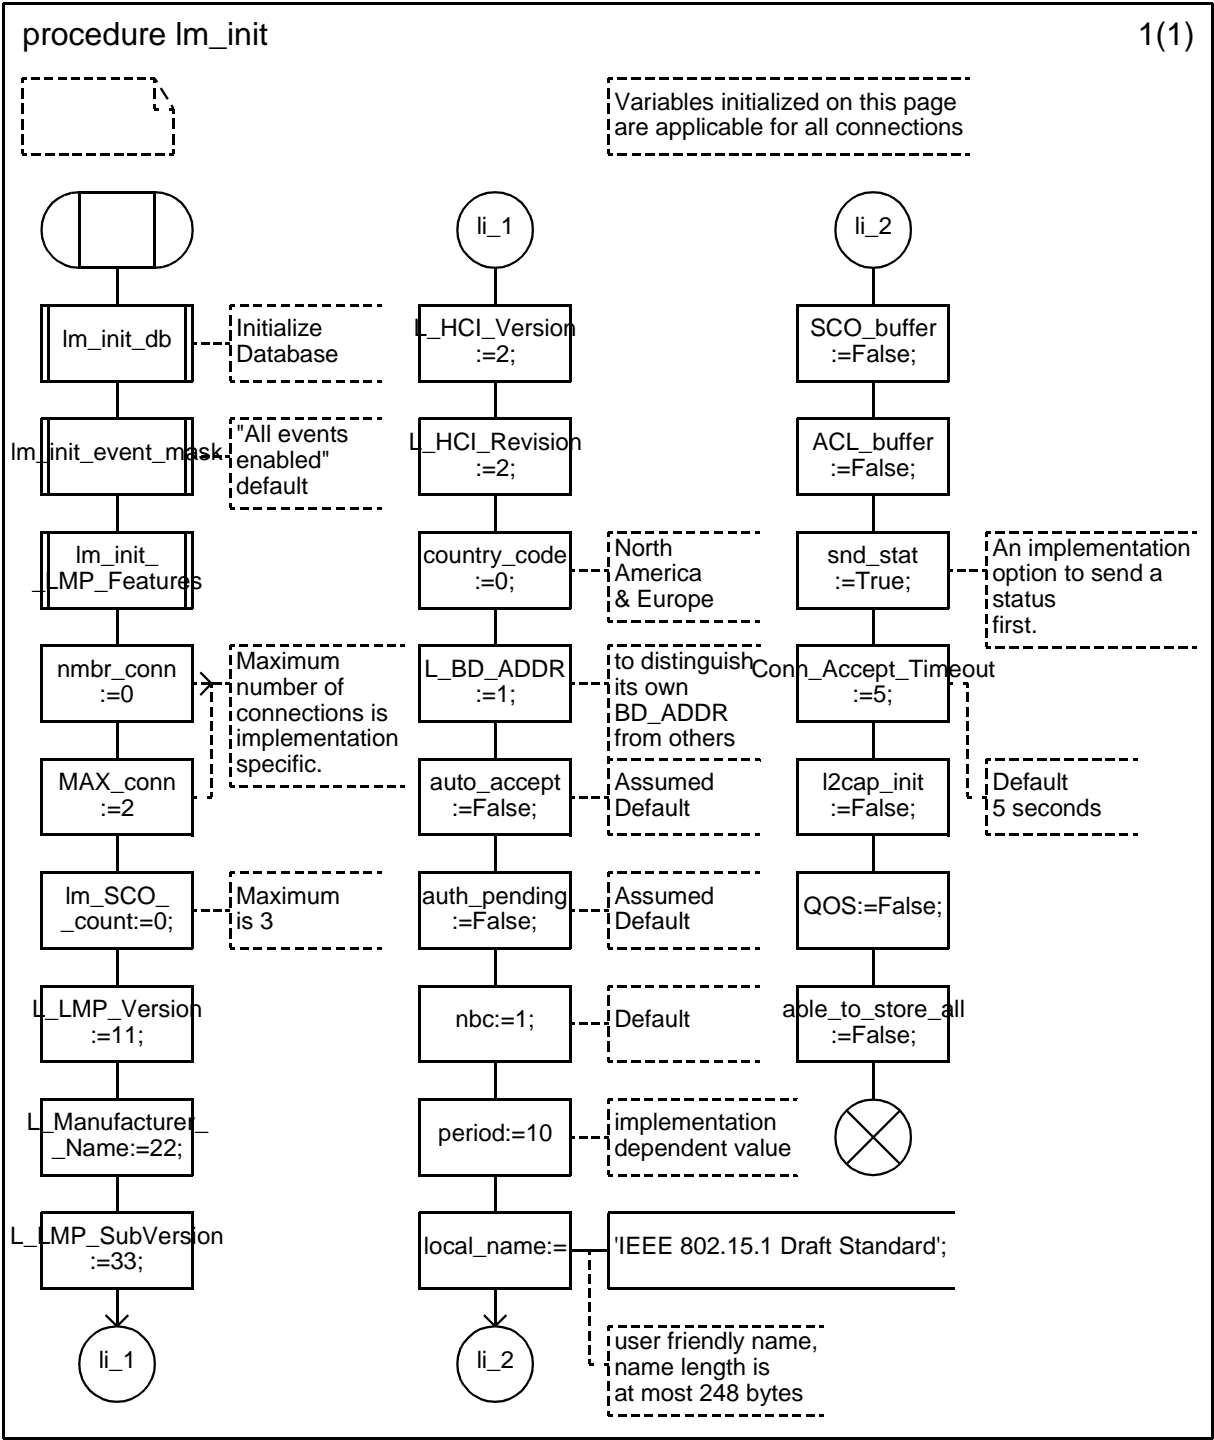 procedure lm_init
1(1)
Variables initialized on this page
are applicable for all connections
lm_init_db
Initialize
Database
lm_init_event_mask
"All events
enabled"
default
lm_init_
_LMP_Features
nmbr_conn
:=0
Maximum
number of
connections is
implementation
specific.
MAX_conn
:=2
lm_SCO_
_count:=0;
Maximum
is 3
L_LMP_Version
:=11;
L_Manufacturer_
_Name:=22;
L_LMP_SubVersion
:=33;
li_1
li_1
L_HCI_Version
:=2;
L_HCI_Revision
:=2;
country_code
:=0;
North
America
& Europe
L_BD_ADDR
:=1;
to distinguish
its own
BD_ADDR
from others
auto_accept
:=False;
Assumed
Default
auth_pending
:=False;
Assumed
Default
nbc:=1;
Default
period:=10
implementation
dependent value
local_name:=
'IEEE 802.15.1 Draft Standard';
user friendly name,
name length is
at most 248 bytes
li_2
li_2
SCO_buffer
:=False;
ACL_buffer
:=False;
snd_stat
:=True;
An implementation
option to send a
status
first.
Conn_Accept_Timeout
:=5;
Default
5 seconds
l2cap_init
:=False;
QOS:=False;
able_to_store_all
:=False;